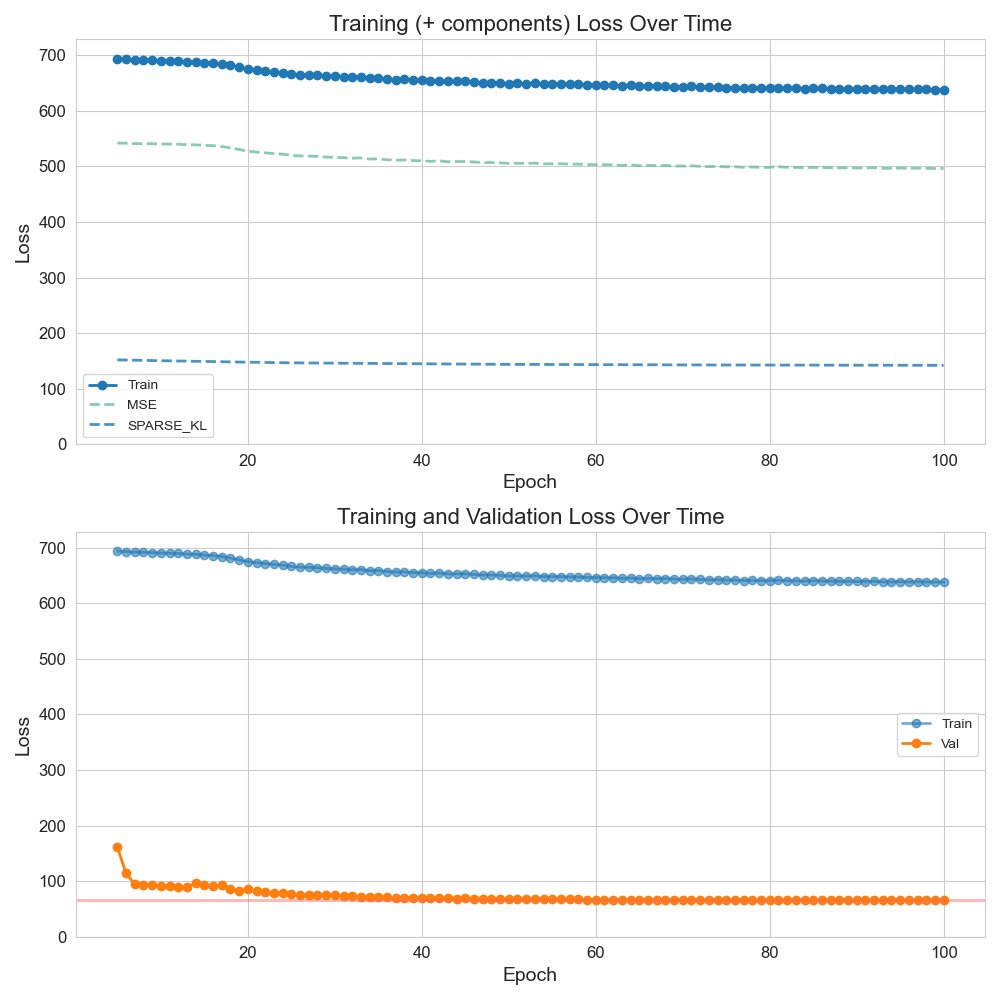 Training (+ components) Loss Over Time
700
600
500
400
300
200
100
0
Loss
Train
MSE
SPARSE_KL
20 40 60 80 100
Epoch
Training and Validation Loss Over Time
700
600
500
400
300
200
100
0
Loss
Train
Val
20 40 60 80 100
Epoch